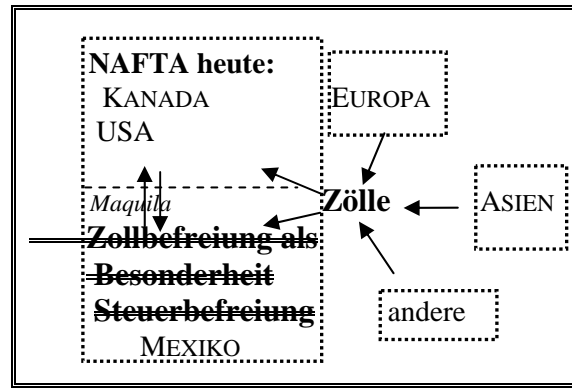 NAFTA heute:
KANADA
USA
EUROPA
Maquila
Zölle
ASIEN
Zollbefreiung als
Besonderheit
Steuerbefreiung
andere
MEXIKO